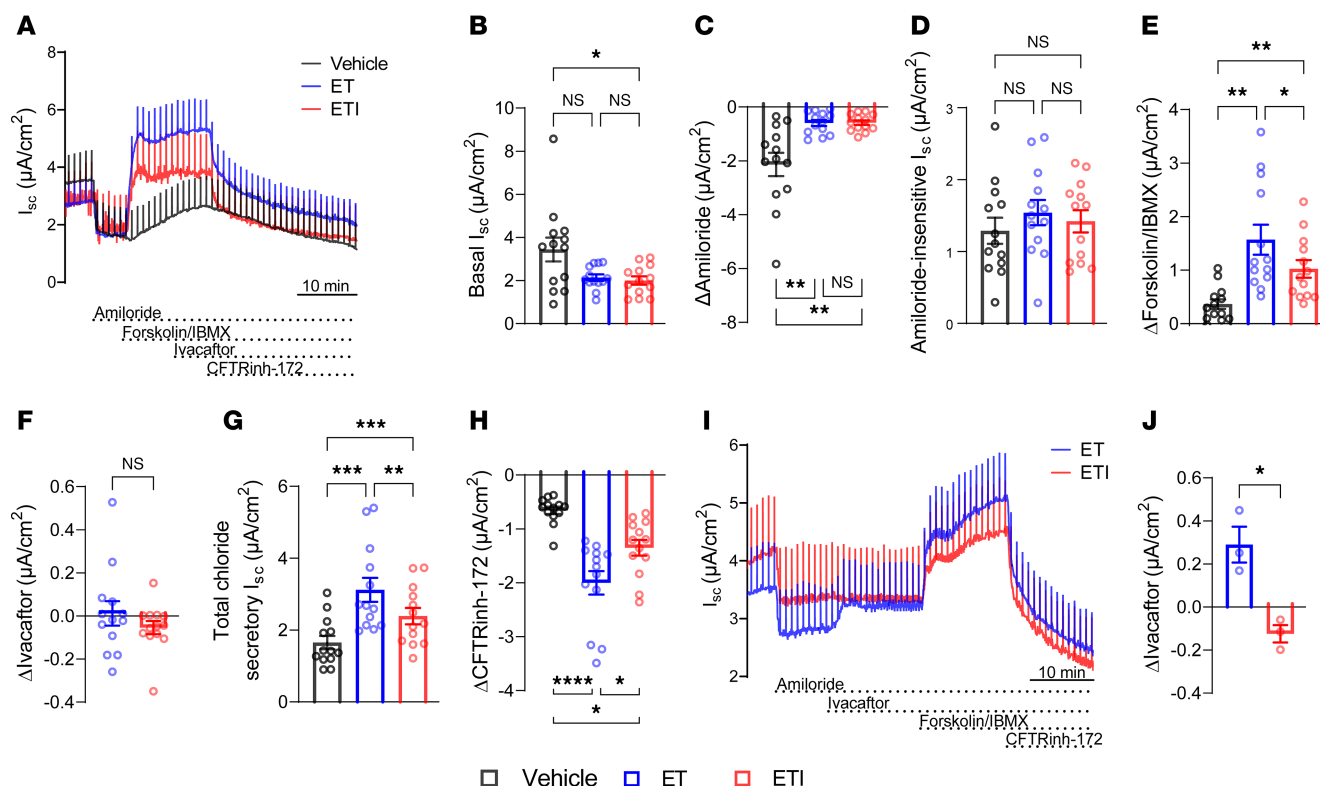 A
8
6
4
2
0
Isc (µA/cm²)
Vehicle
ET
ETI
10 min
Amiloride
Forskolin/IBMX
Ivacaftor
CFTRinh-172
B
*
NS
NS
10
8
6
4
2
0
Basal Isc (µA/cm²)
C
0
-2
-4
-6
-8
ΔAmiloride (µA/cm²)
**
NS
**
D
NS
NS
NS
3
2
1
0
Amiloride-insensitive Isc (µA/cm²)
E
**
**
*
4
3
2
1
0
ΔForskolin/IBMX (µA/cm²)
F
NS
0.6
0.4
0.2
0.0
-0.2
-0.4
ΔIvacaftor (µA/cm²)
G
***
***
**
6
4
2
0
Total chloride
secretory Isc (µA/cm²)
H
0
-1
-2
-3
-4
ΔCFTRinh-172 (µA/cm²)
****
*
*
I
6
5
4
3
2
Isc (µA/cm²)
ET
ETI
10 min
Amiloride
Ivacaftor
Forskolin/IBMX
CFTRinh-172
J
*
0.6
0.4
0.2
0.0
-0.2
-0.4
ΔIvacaftor (µA/cm²)
Vehicle
ET
ETI